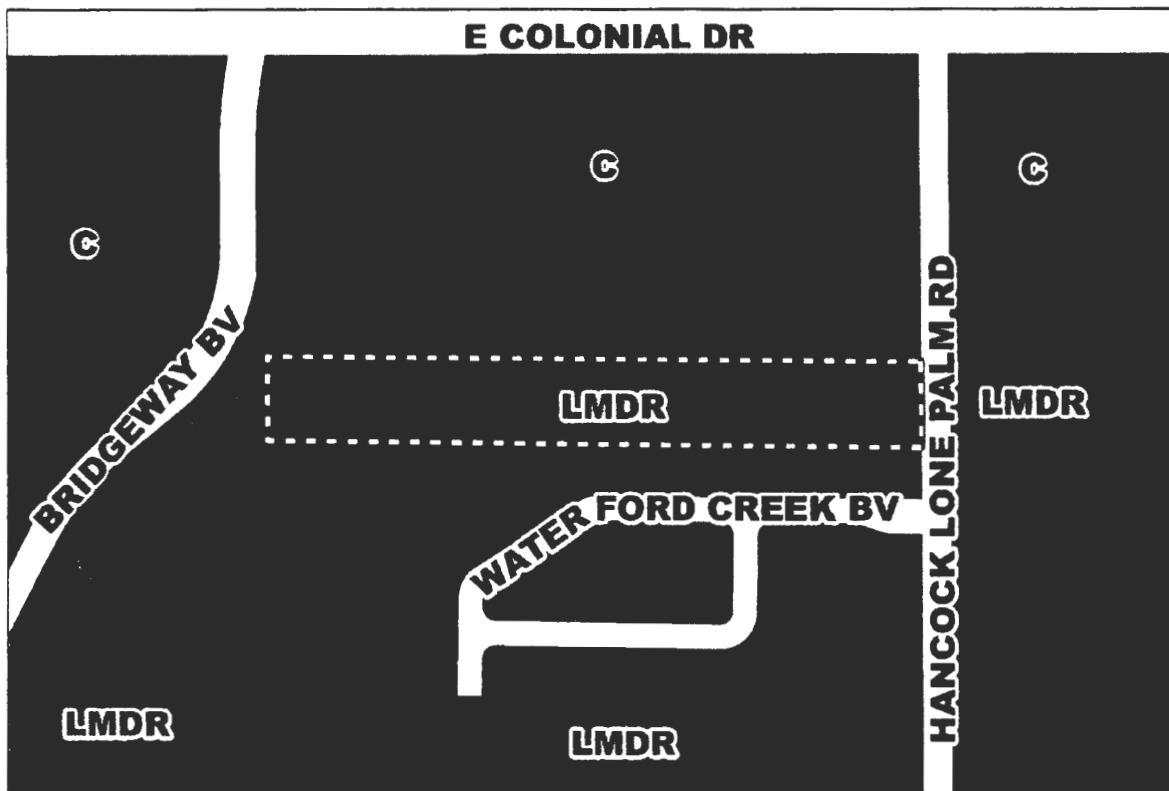 E COLONIAL DR
C
C
C
BRIDGEWAY BV
HANCOCK LONE PALM RD
LMDR
LMDR
WATER FORD CREEK BV
LMDR
LMDR